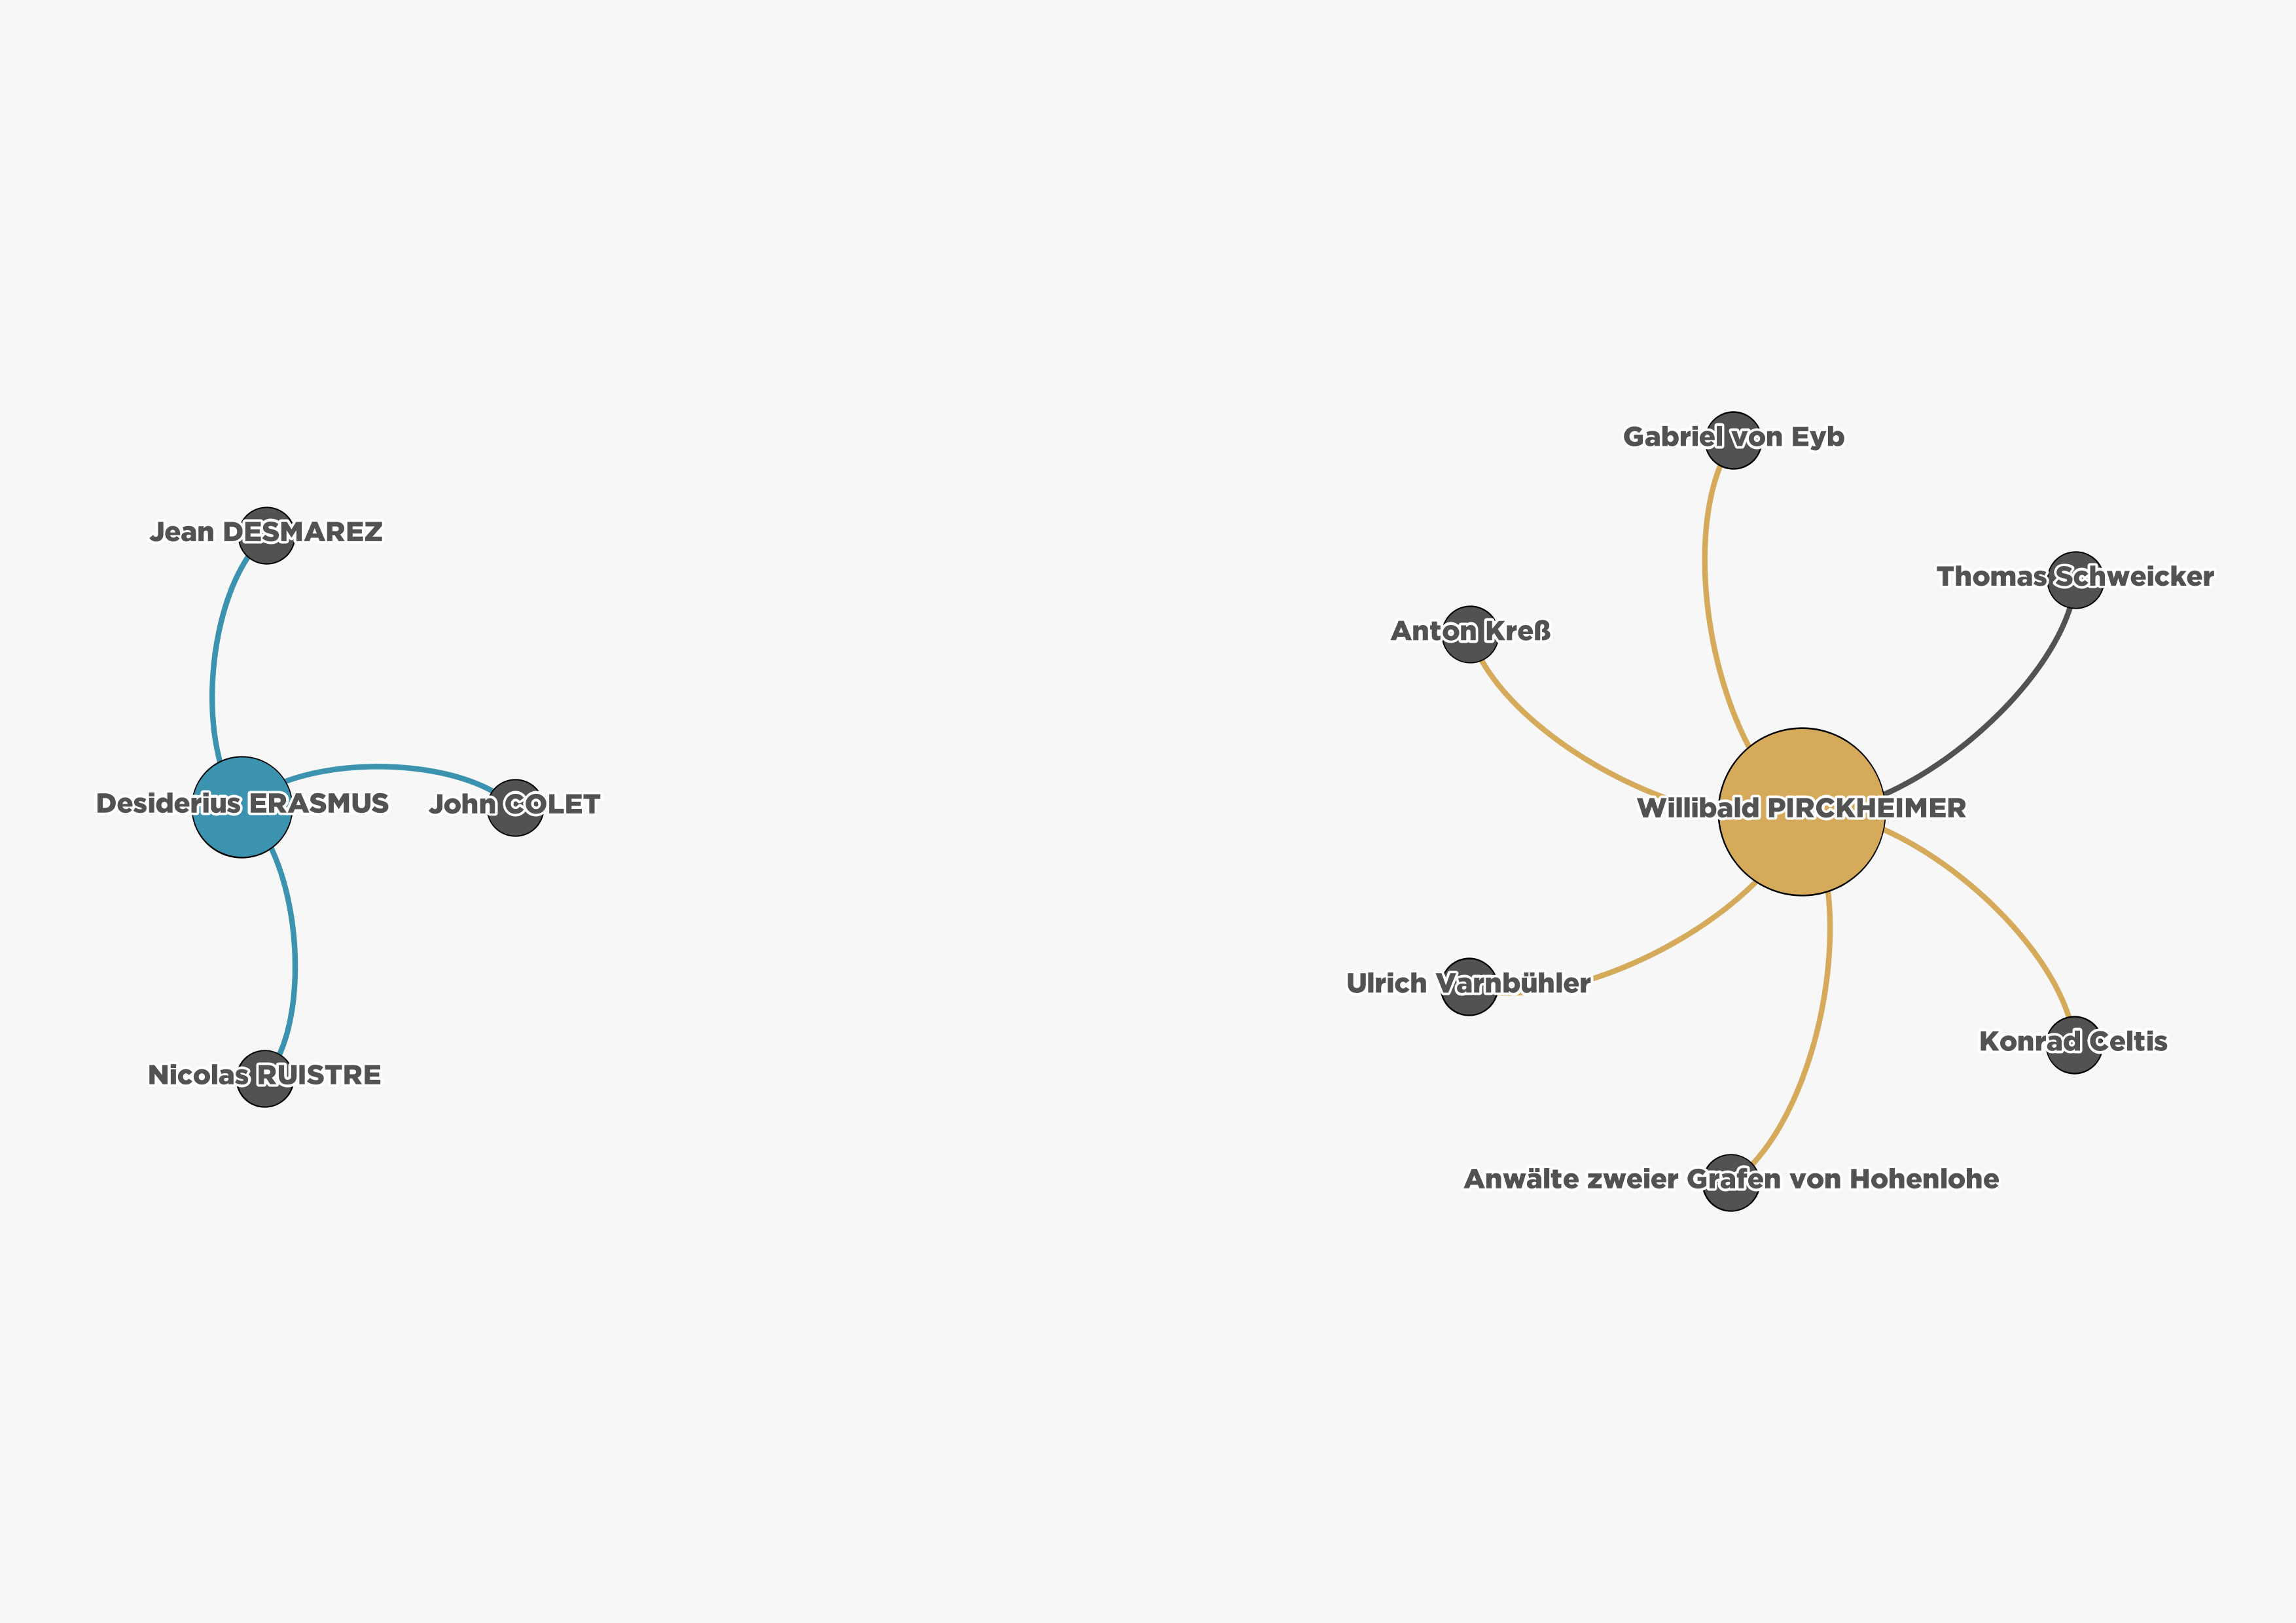 Gabriel von Eyb
Jean DESMAREZ
Thomas Schweicker
Anton Kreß
Desiderius ERASMUS
John COLET
Willibald PIRCKHEIMER
Ulrich Varnbühler
Konrad Celtis
Nicolas RUISTRE
Anwälte zweier Grafen von Hohenlohe